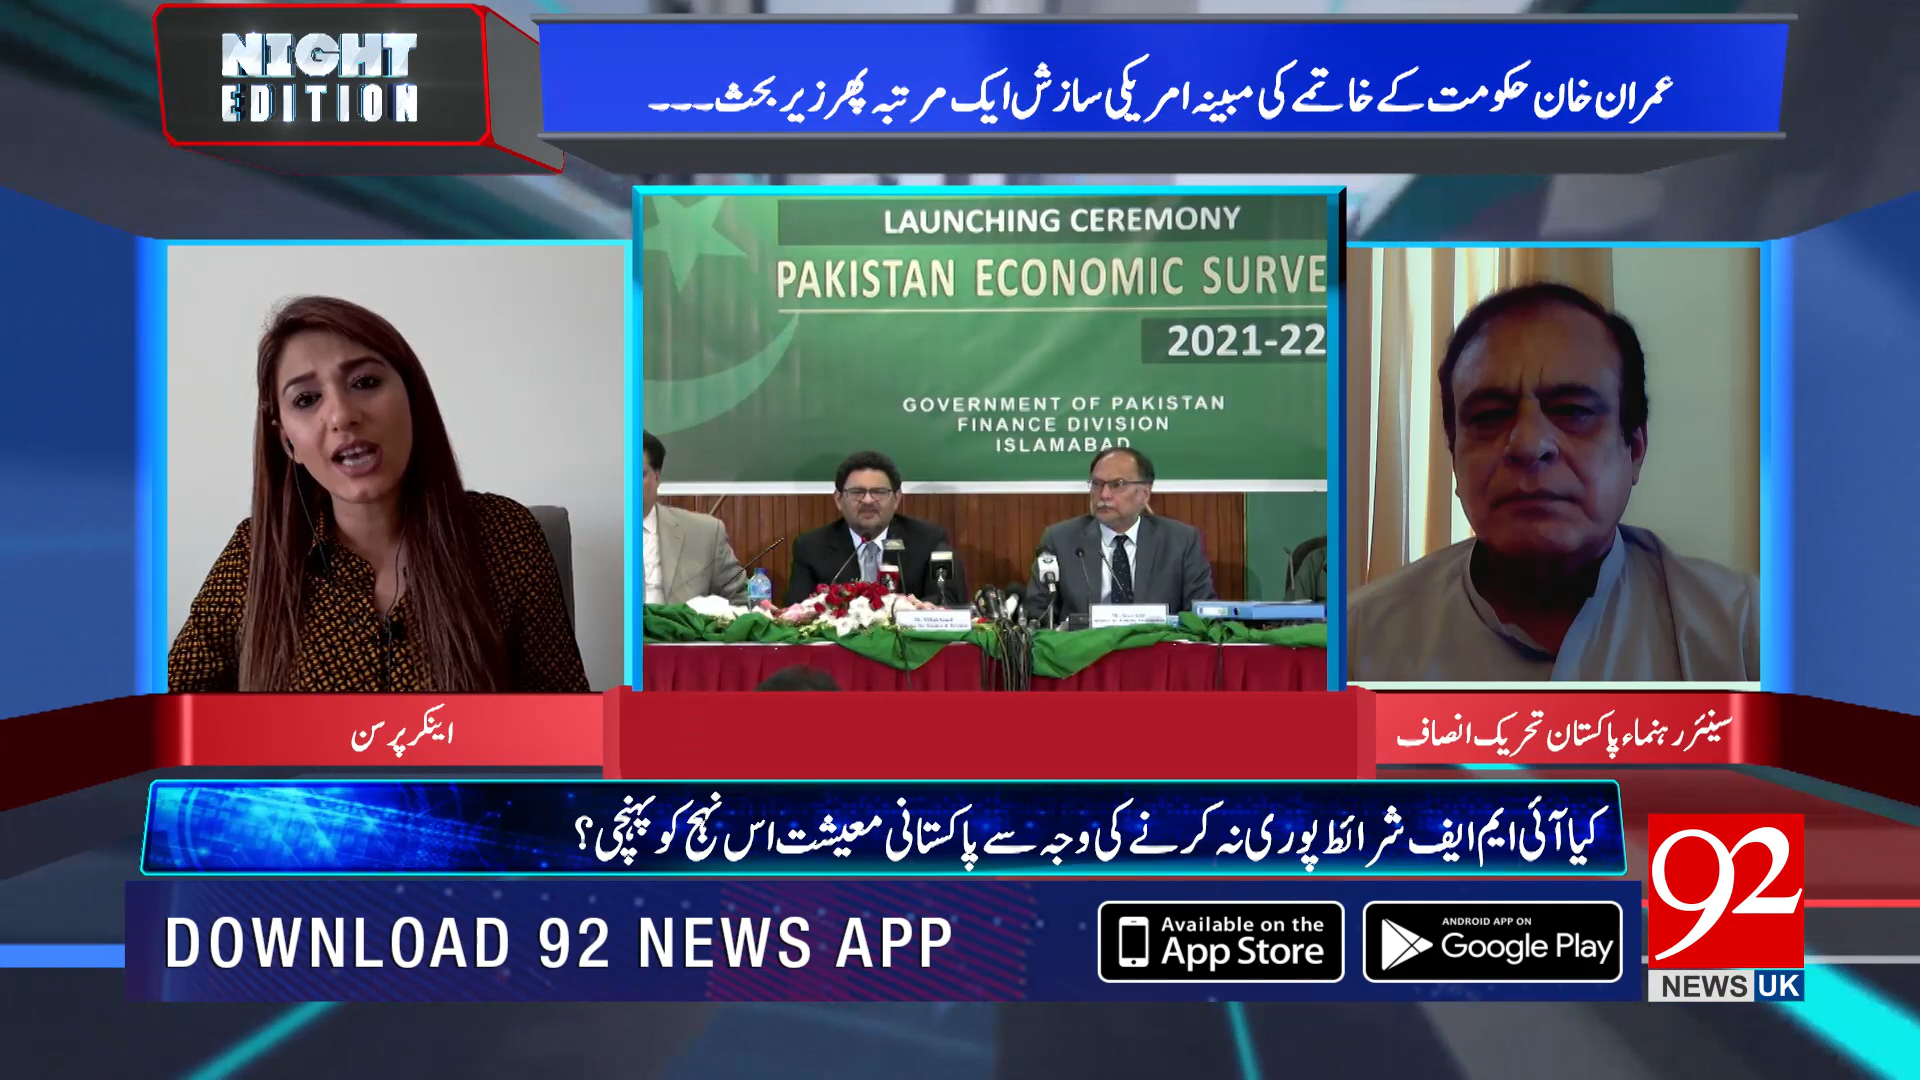 NIGHT
EDITION
عمران خان حکومت کے خاتمے کی مبینہ امریکی سازش ایک مرتبہ پھر زیر بحث۔۔۔
LAUNCHING CEREMONY
PAKISTAN ECONOMIC SURVE
2021-22
GOVERNMENT OF PAKISTAN
FINANCE DIVISION
ISLAMABAD
اینکر پرسن
سینئر رہنماء پاکستان تحریک انصاف
کیا آئی ایم ایف شرائط پوری نہ کرنے کی وجہ سے پاکستانی معیشت اس نہج کو پہنچی؟
DOWNLOAD 92 NEWS APP
Available on the
App Store
ANDROID APP ON
Google Play
92
NEWS UK